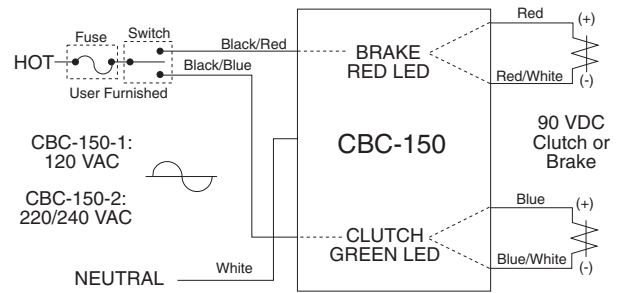 HOT
Fuse
Switch
User Furnished
Black/Red
Black/Blue
BRAKE
RED LED
Red
(+)
Red/White
(-)
CBC-150-1:
120 VAC
CBC-150-2:
220/240 VAC
CBC-150
90 VDC
Clutch or
Brake
CLUTCH
GREEN LED
Blue
(+)
Blue/White
(-)
NEUTRAL
White